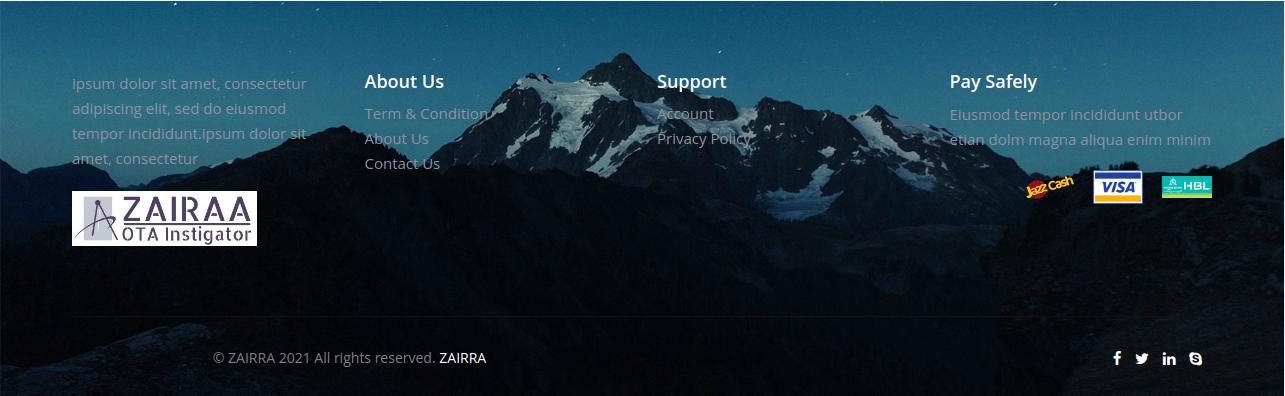 ipsum dolor sit amet, consectetur
adipiscing elit, sed do eiusmod
tempor incididunt.ipsum dolor sit
amet, consectetur
ZAIRAA
OTA Instigator
About Us
Term & Condition
About Us
Contact Us
Support
Account
Privacy Policy
Pay Safely
Eiusmod tempor incididunt utbor
etian dolm magna aliqua enim minim
Jazz Cash
VISA
HBL
© ZAIRRA 2021 All rights reserved. ZAIRRA